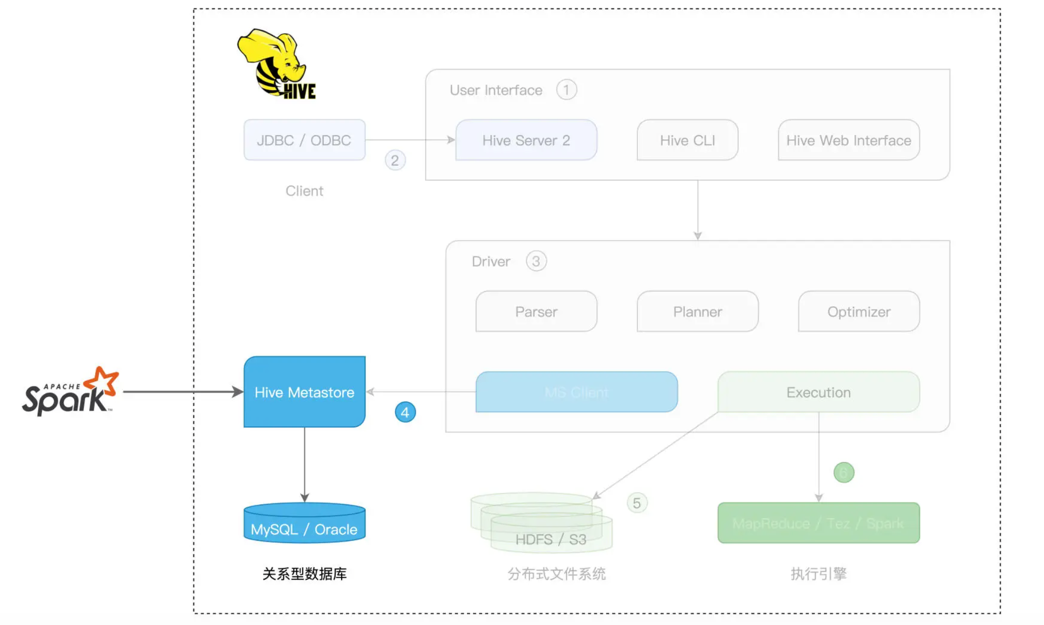 HIVE
User Interface 1
JDBC / ODBC
Hive Server 2
Hive CLI
Hive Web Interface
2
Client
Driver 3
Parser
Planner
Optimizer
APACHE
Spark
Hive Metastore
MS Client
Execution
4
5
MySQL / Oracle
HDFS / S3
MapReduce / Tez / Spark
关系型数据库
分布式文件系统
执行引擎